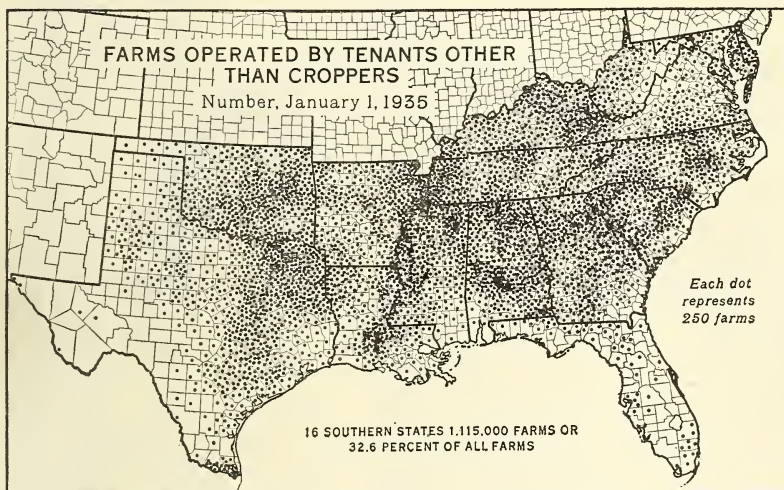 FARMS OPERATED BY TENANTS OTHER
THAN CROPPERS
Number, January 1, 1935
Each dot
represents
250 farms
16 SOUTHERN STATES 1,115,000 FARMS OR
32.6 PERCENT OF ALL FARMS